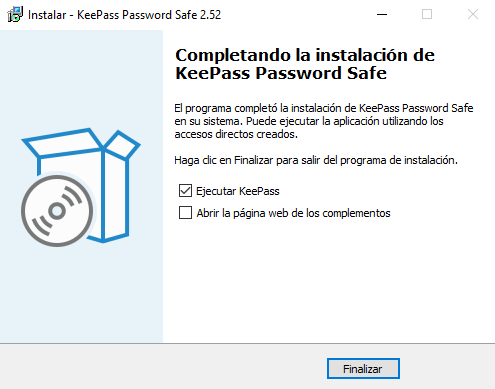 Instalar - KeePass Password Safe 2.52
Completando la instalación de
KeePass Password Safe
El programa completó la instalación de KeePass Password Safe
en su sistema. Puede ejecutar la aplicación utilizando los
accesos directos creados.
Haga clic en Finalizar para salir del programa de instalación.
Ejecutar KeePass
Abrir la página web de los complementos
Finalizar